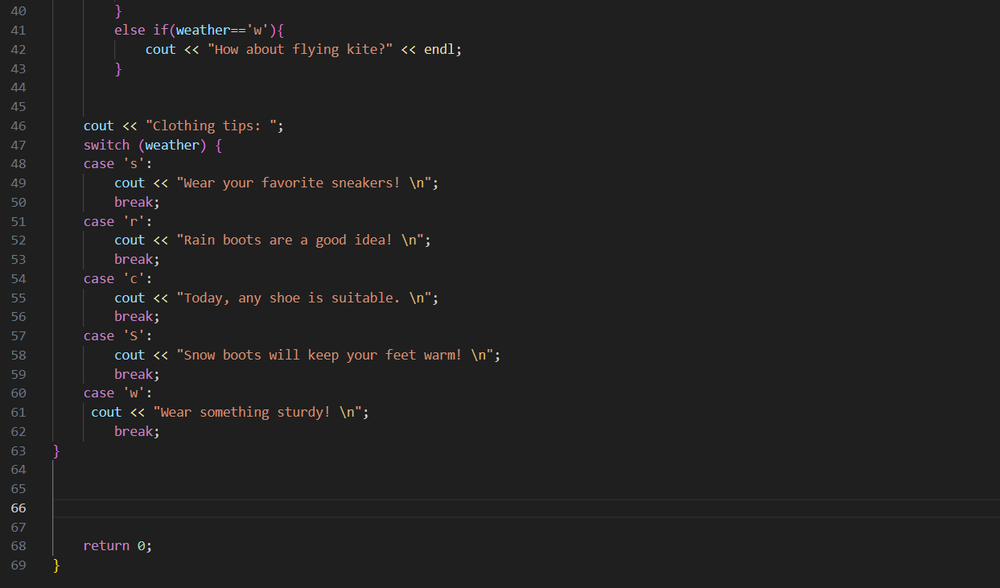 40 }
41 else if(weather=='w'){
42 cout << "How about flying kite?" << endl;
43 }
44
45
46 cout << "Clothing tips: ";
47 switch (weather) {
48 case 's':
49 cout << "Wear your favorite sneakers! \n";
50 break;
51 case 'r':
52 cout << "Rain boots are a good idea! \n";
53 break;
54 case 'c':
55 cout << "Today, any shoe is suitable. \n";
56 break;
57 case 'S':
58 cout << "Snow boots will keep your feet warm! \n";
59 break;
60 case 'w':
61 cout << "Wear something sturdy! \n";
62 break;
63 }
64
65
66
67
68 return 0;
69 }